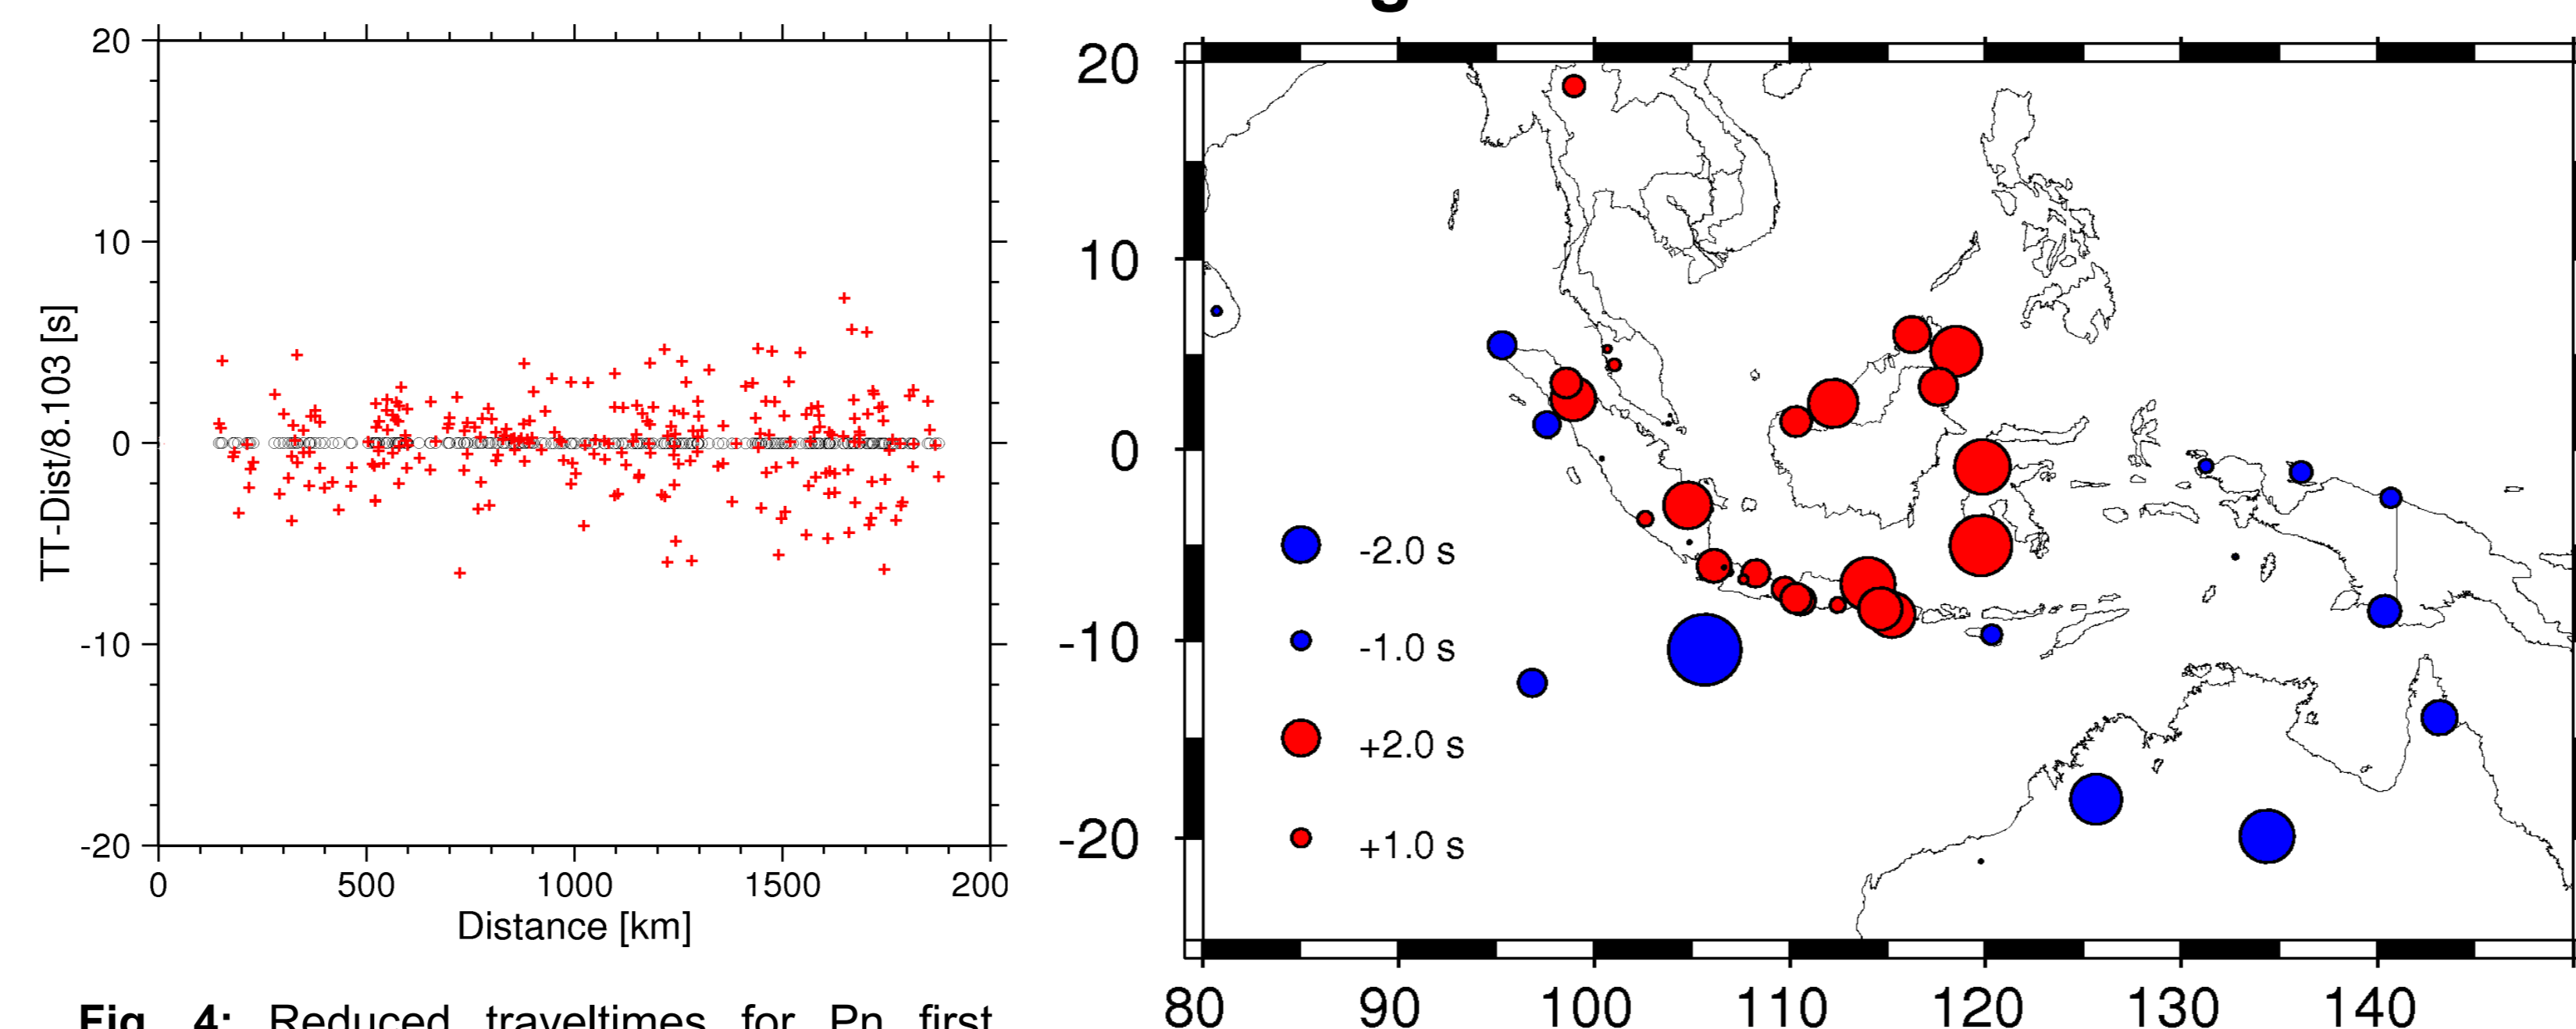 20
10
0
-10
-20
TT-Dist/8.103 [s]
0 500 1000 1500 200
Distance [km]
Fig. 4: Reduced traveltimes for Pn first
g
20
10
0
-10
-20
-2.0 s
-1.0 s
+2.0 s
+1.0 s
80 90 100 110 120 130 140